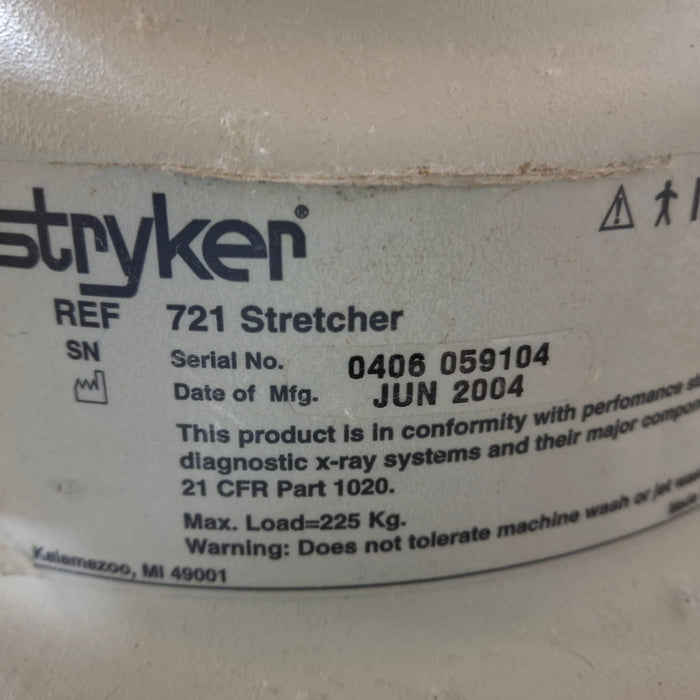 stryker®
REF 721 Stretcher
SN Serial No. 0406 059104
Date of Mfg. JUN 2004
This product is in conformity with perfomance
diagnostic x-ray systems and their major
21 CFR Part 1020.
Max. Load=225 Kg.
Warning: Does not tolerate machine wash or jet
Kalamazoo, MI 49001